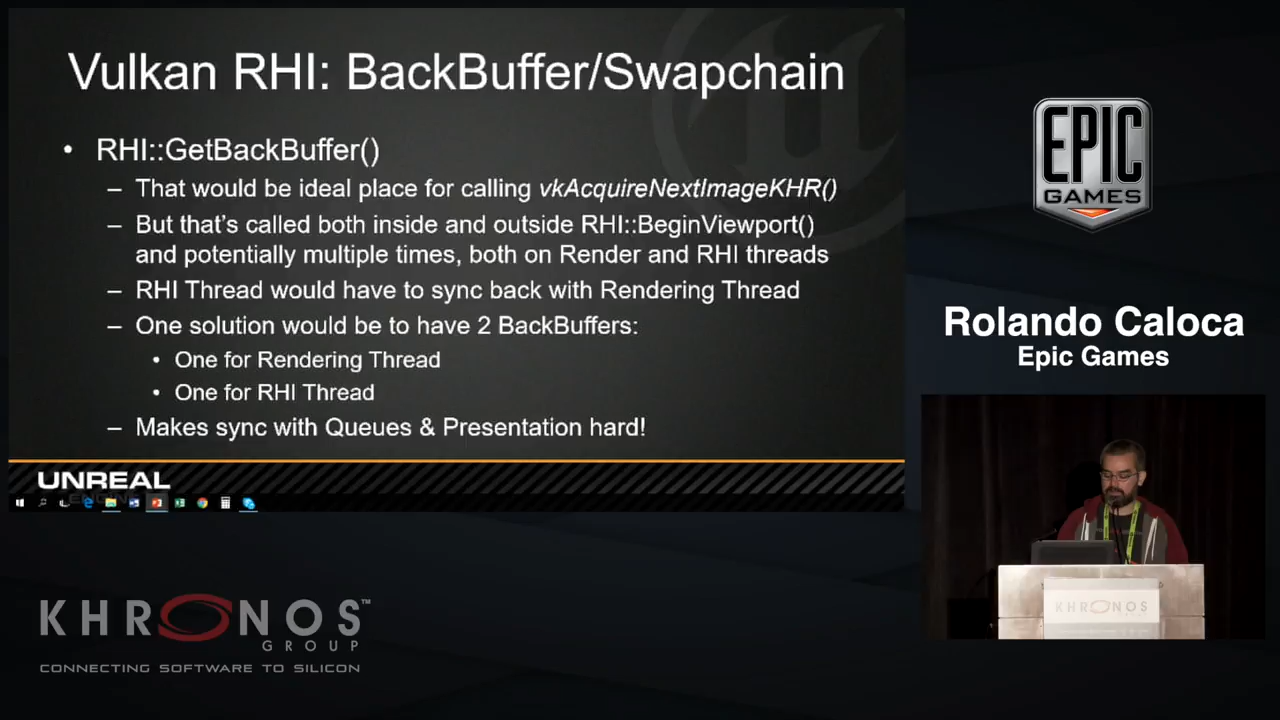 Vulkan RHI: BackBuffer/Swapchain
• RHI::GetBackBuffer()
– That would be ideal place for calling vkAcquireNextImageKHR()
– But that's called both inside and outside RHI::BeginViewport()
and potentially multiple times, both on Render and RHI threads
– RHI Thread would have to sync back with Rendering Thread
– One solution would be to have 2 BackBuffers:
• One for Rendering Thread
• One for RHI Thread
– Makes sync with Queues & Presentation hard!
UNREAL
ENGINE
EPIC
GAMES
Rolando Caloca
Epic Games
KHRONOS
KHRONOS™
GROUP
CONNECTING SOFTWARE TO SILICON